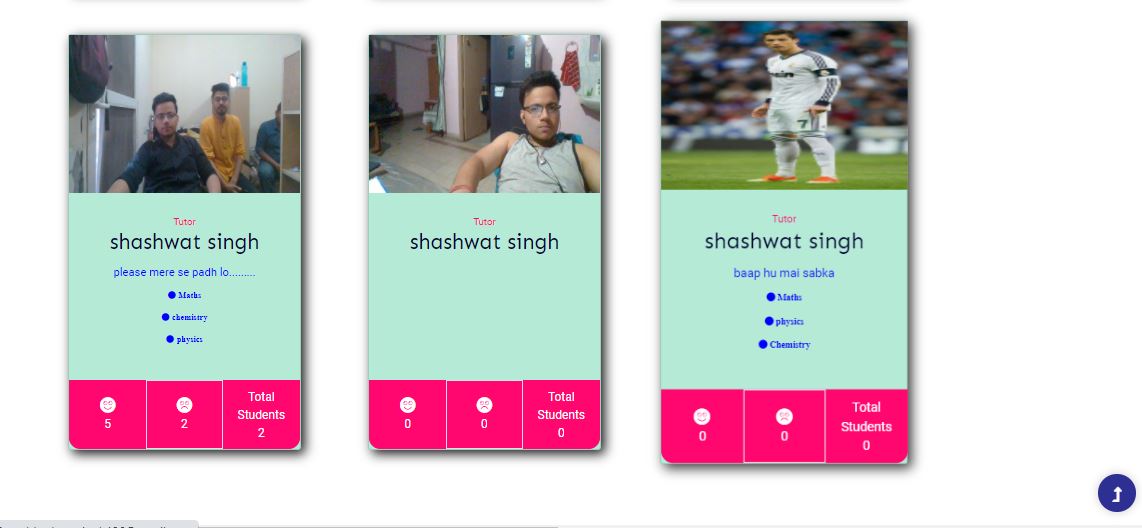 Tutor
shashwat singh
please mere se padh lo.........
Maths
chemistry
physics
5
2
Total
Students
2
Tutor
shashwat singh
0
0
Total
Students
0
7
Tutor
shashwat singh
baap hu mai sabka
Maths
physics
Chemistry
0
0
Total
Students
0